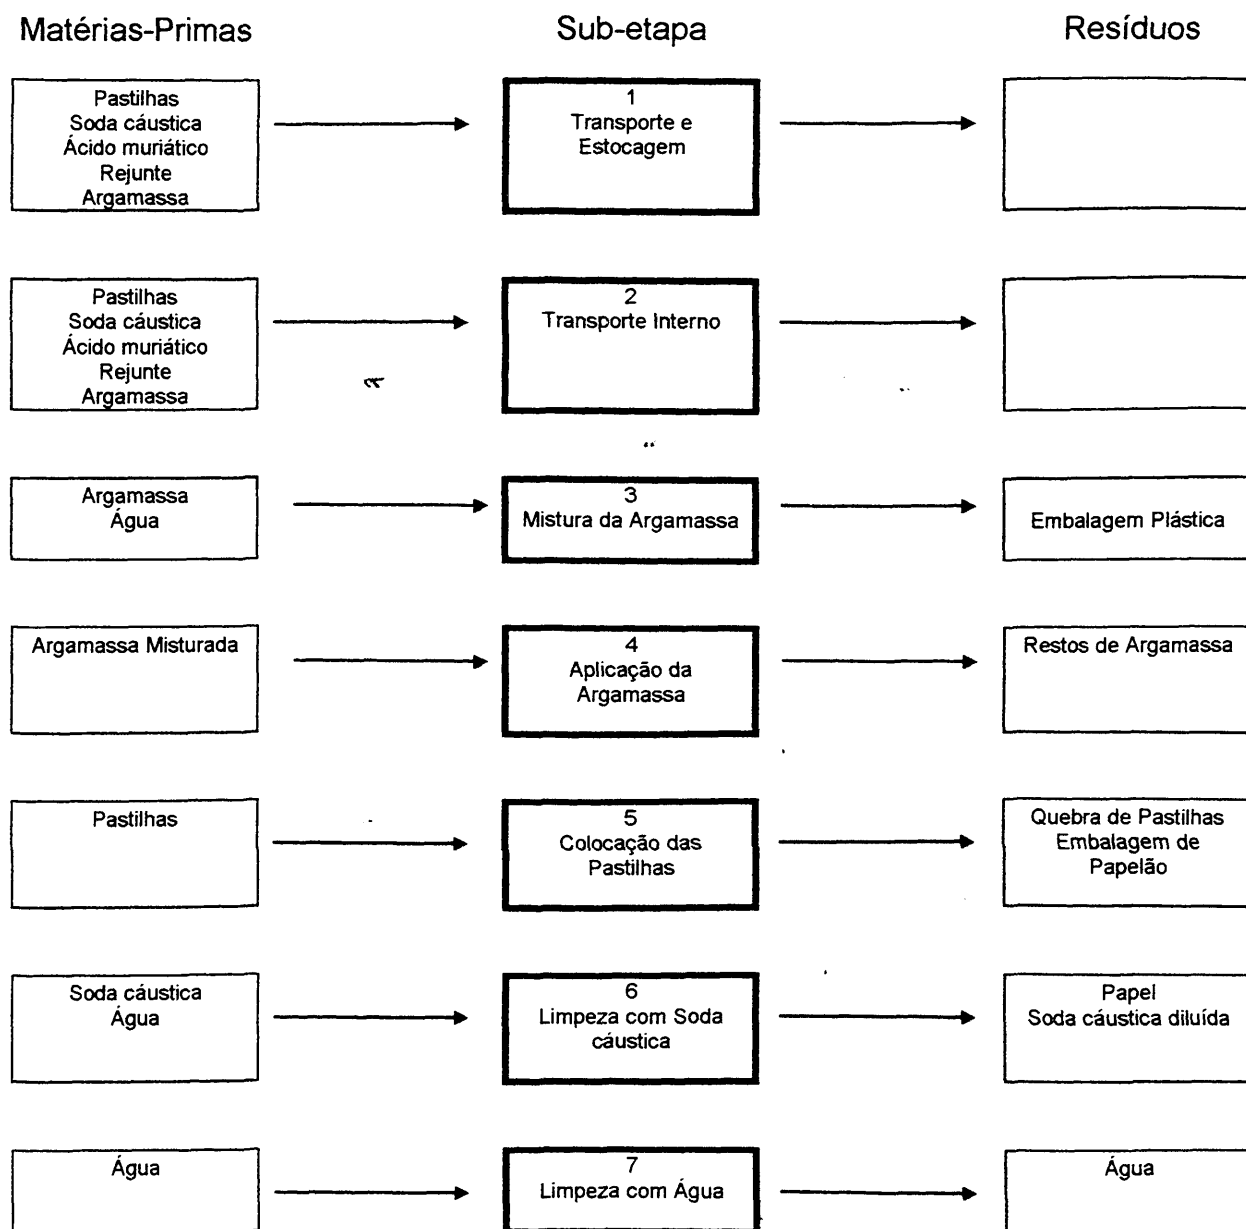 Matérias-Primas
Sub-etapa
Resíduos
Pastilhas
Soda cáustica
Ácido muriático
Rejunte
Argamassa
1
Transporte e
Estocagem
Pastilhas
Soda cáustica
Ácido muriático
Rejunte
Argamassa
2
Transporte Interno
Argamassa
Água
3
Mistura da Argamassa
Embalagem Plástica
Argamassa Misturada
4
Aplicação da
Argamassa
Restos de Argamassa
Pastilhas
5
Colocação das
Pastilhas
Quebra de Pastilhas
Embalagem de
Papelão
Soda cáustica
Água
6
Limpeza com Soda
cáustica
Papel
Soda cáustica diluída
Água
7
Limpeza com Água
Água